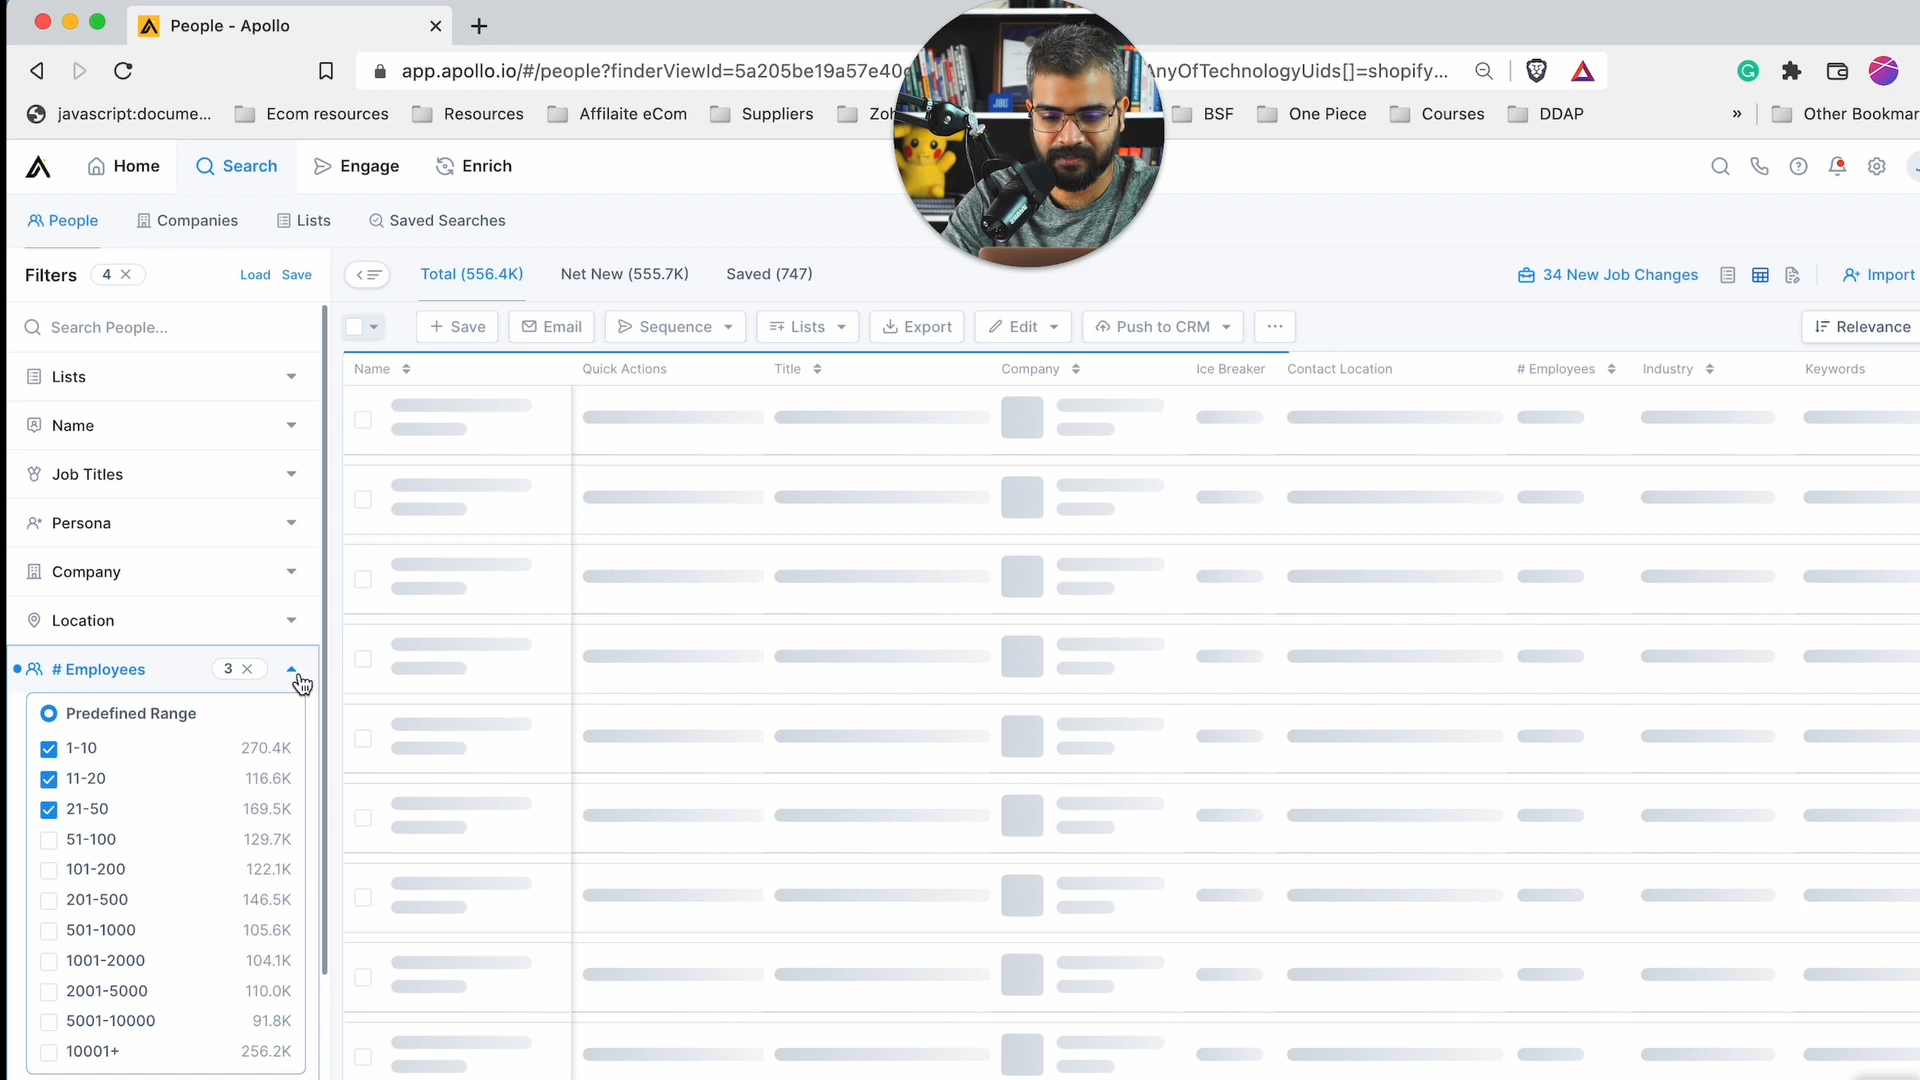 People - Apollo
app.apollo.io/#/people?finderViewId=5a205be19a57e40
AnyOfTechnologyUids[]=shopify...
javascript:docume...
Ecom resources
Resources
Affilaite eCom
Suppliers
BSF
One Piece
Courses
DDAP
»
Other Bookmar
Home
Search
Engage
Enrich
People
Companies
Lists
Saved Searches
Filters
4
Load
Save
Total (556.4K)
Net New (555.7K)
Saved (747)
34 New Job Changes
Import
Search People...
Save
Email
Sequence
Lists
Export
Edit
Push to CRM
Relevance
Name
Quick Actions
Title
Company
Ice Breaker
Contact Location
# Employees
Industry
Keywords
Lists
Name
Job Titles
Persona
Company
Location
# Employees
3
Predefined Range
1-10 270.4K
11-20 116.6K
21-50 169.5K
51-100 129.7K
101-200 122.1K
201-500 146.5K
501-1000 105.6K
1001-2000 104.1K
2001-5000 110.0K
5001-10000 91.8K
10001+ 256.2K